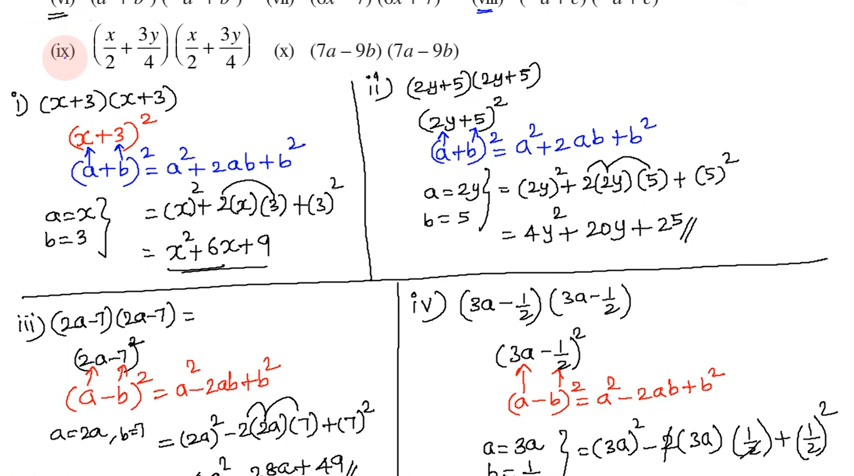 (ix) (x/2 + 3y/4) (x/2 + 3y/4) (x) (7a − 9b) (7a − 9b)
i) (x+3)(x+3)
(x+3)²
(a+b)² = a²+2ab+b²
a=x } = (x)²+2(x)(3)+(3)²
b=3
= x²+6x+9
ii) (2y+5)(2y+5)
(2y+5)²
(a+b)² = a²+2ab+b²
a=2y } = (2y)²+2(2y)(5)+(5)²
b=5
= 4y²+20y+25//
iii) (2a-7)(2a-7) =
(2a-7)²
(a-b)² = a²-2ab+b²
a=2a, b=7 = (2a)²-2(2a)(7)+(7)²
28a+49//
iv) (3a-1/2)(3a-1/2)
(3a-1/2)²
(a-b)² = a²-2ab+b²
a=3a } = (3a)²-2(3a)(1/2)+(1/2)²